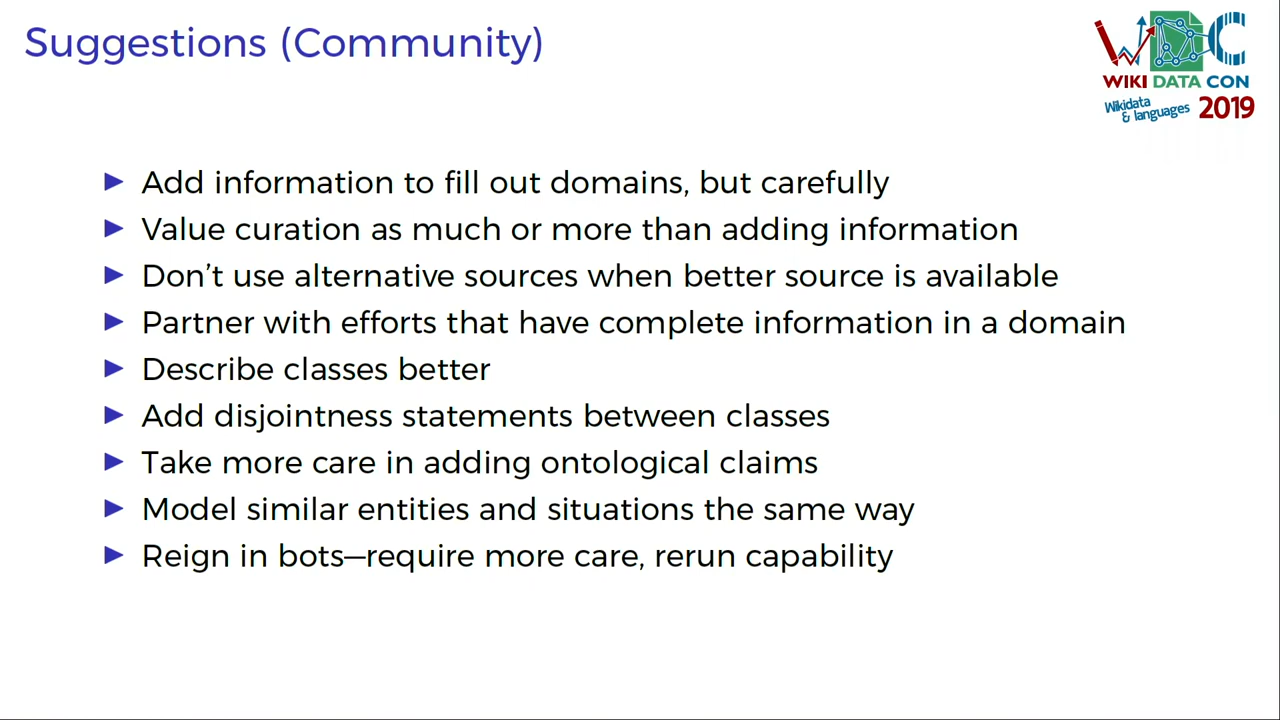 Suggestions (Community)
WIKI DATA CON
Wikidata
& languages 2019
▶ Add information to fill out domains, but carefully
▶ Value curation as much or more than adding information
▶ Don't use alternative sources when better source is available
▶ Partner with efforts that have complete information in a domain
▶ Describe classes better
▶ Add disjointness statements between classes
▶ Take more care in adding ontological claims
▶ Model similar entities and situations the same way
▶ Reign in bots—require more care, rerun capability